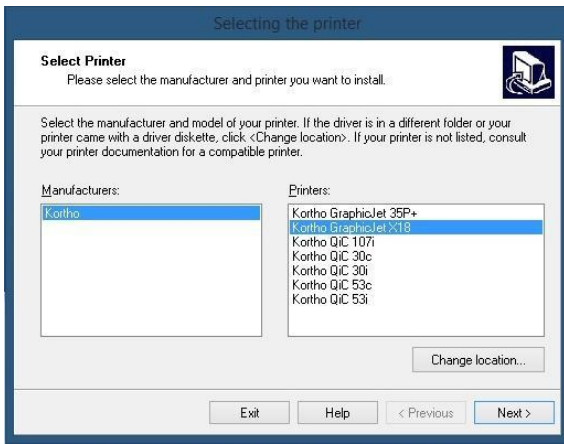 Selecting the printer
Select Printer
Please select the manufacturer and printer you want to install.
Select the manufacturer and model of your printer. If the driver is in a different folder or your
printer came with a driver diskette, click <Change location>. If your printer is not listed, consult
your printer documentation for a compatible printer.
Manufacturers:
Kortho
Printers:
Kortho GraphicJet 35P+
Kortho GraphicJet X18
Kortho QiC 107i
Kortho QiC 30c
Kortho QiC 30i
Kortho QiC 53c
Kortho QiC 53i
Change location...
Exit
Help
< Previous
Next >